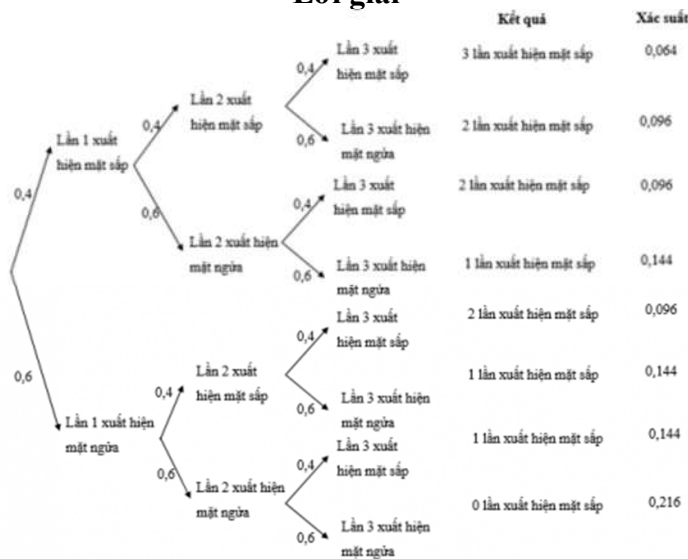 Lời giải
Kết quả Xác suất
Lần 3 xuất
hiện mặt sấp
3 lần xuất hiện mặt sấp 0,064
0,4
Lần 2 xuất
hiện mặt sấp
0,4
0,6
Lần 3 xuất hiện
mặt ngửa
2 lần xuất hiện mặt sấp 0,096
Lần 1 xuất
hiện mặt sấp
0,4
0,6
Lần 3 xuất
hiện mặt sấp
2 lần xuất hiện mặt sấp 0,096
0,4
Lần 2 xuất hiện
mặt ngửa
0,6
Lần 3 xuất hiện
mặt ngửa
1 lần xuất hiện mặt sấp 0,144
0,6
Lần 3 xuất
hiện mặt sấp
2 lần xuất hiện mặt sấp 0,096
0,4
Lần 2 xuất
hiện mặt sấp
0,4
0,6
Lần 3 xuất hiện
mặt ngửa
1 lần xuất hiện mặt sấp 0,144
Lần 1 xuất hiện
mặt ngửa
0,6
Lần 3 xuất
hiện mặt sấp
1 lần xuất hiện mặt sấp 0,144
0,4
Lần 2 xuất hiện
mặt ngửa
0,6
Lần 3 xuất hiện
mặt ngửa
0 lần xuất hiện mặt sấp 0,216